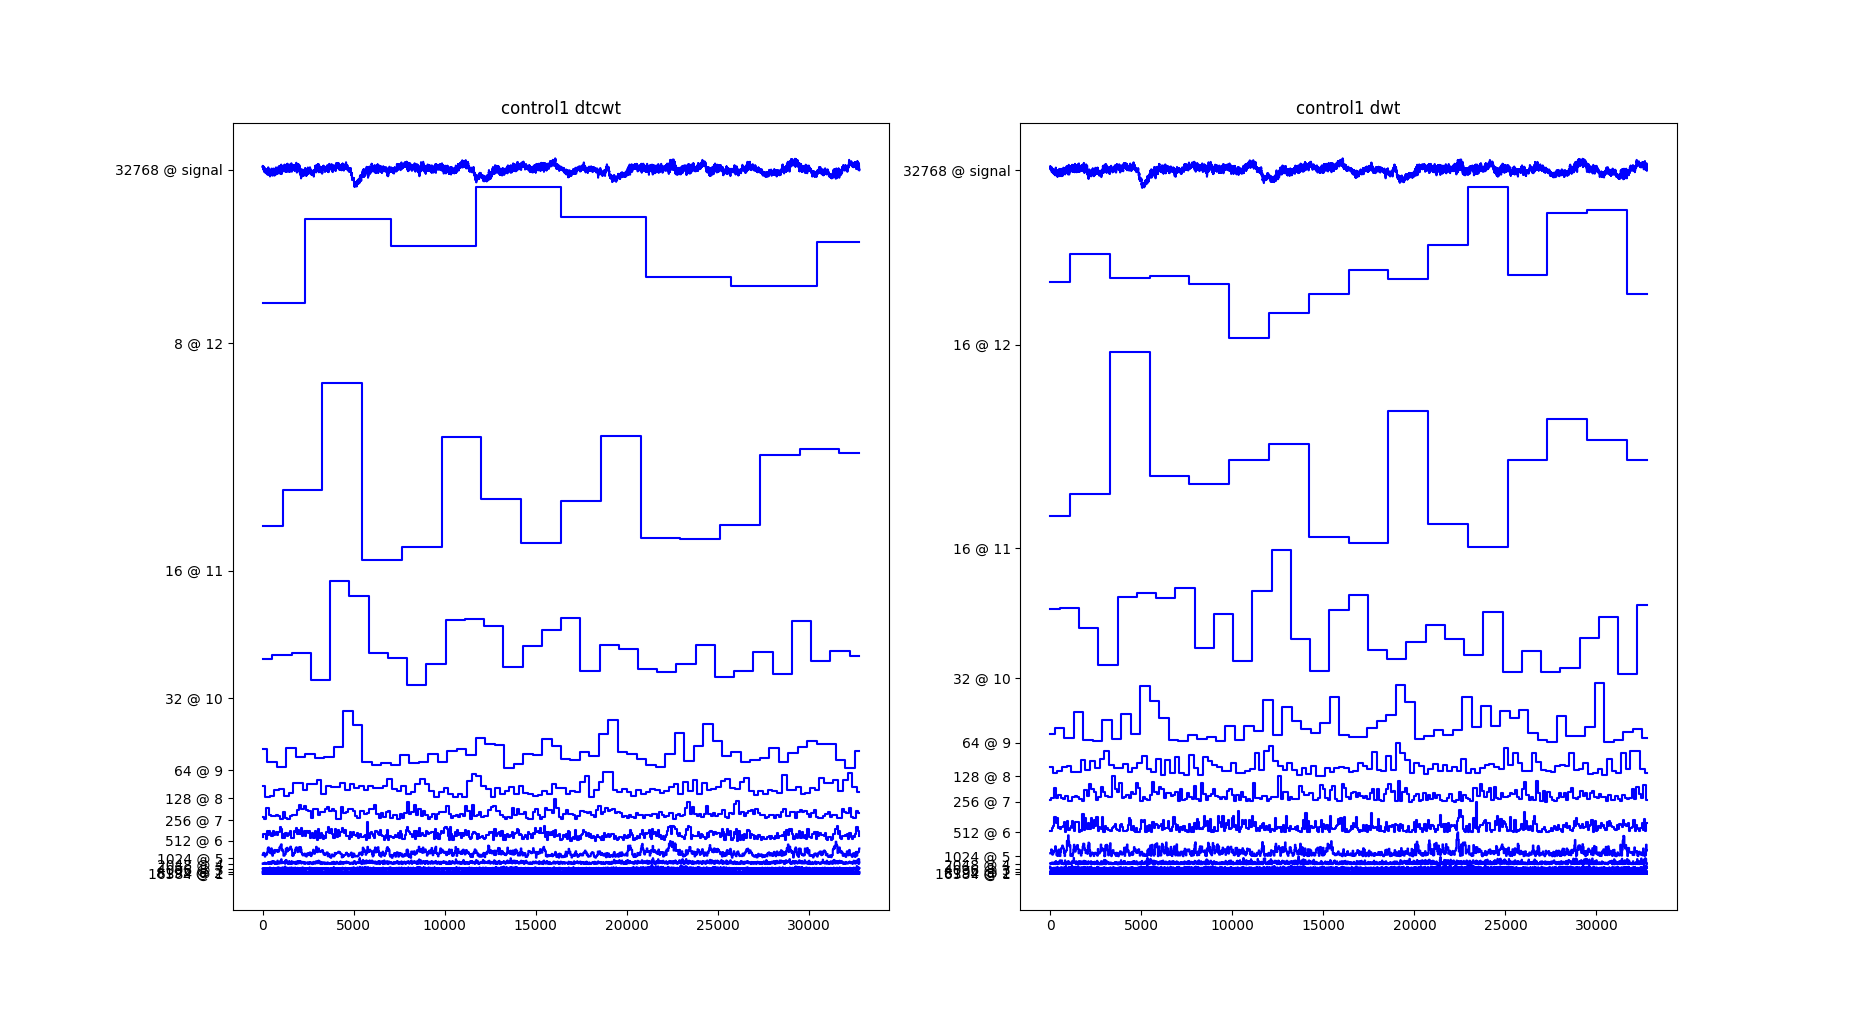 control1 dtcwt
32768 @ signal
8 @ 12
16 @ 11
32 @ 10
64 @ 9
128 @ 8
256 @ 7
512 @ 6
1024 @ 5
0 5000 10000 15000 20000 25000 30000
control1 dwt
32768 @ signal
16 @ 12
16 @ 11
32 @ 10
64 @ 9
128 @ 8
256 @ 7
512 @ 6
1024 @ 5
0 5000 10000 15000 20000 25000 30000